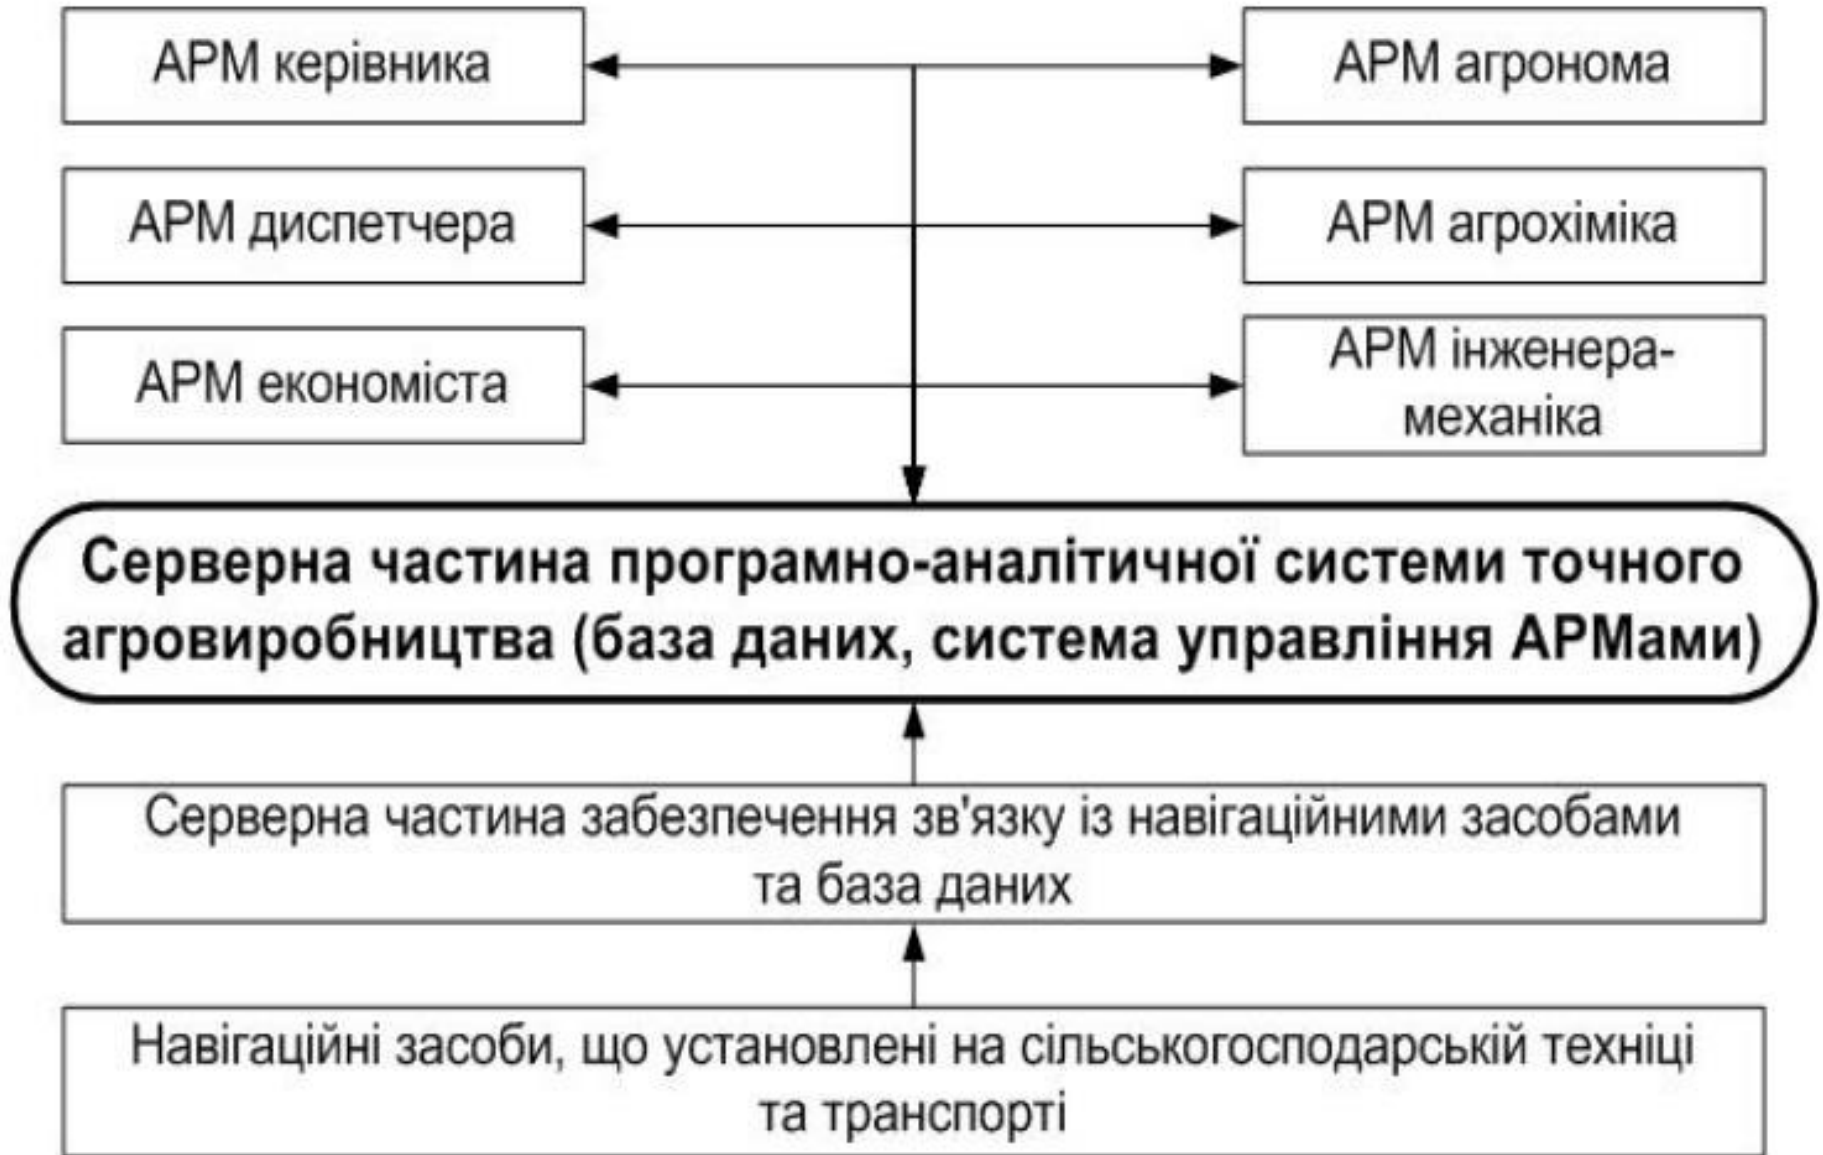 АРМ керівника
АРМ агронома
АРМ диспетчера
АРМ агрохіміка
АРМ економіста
АРМ інженера-
механіка
Серверна частина програмно-аналітичної системи точного
агровиробництва (база даних, система управління АРМами)
Серверна частина забезпечення зв'язку із навігаційними засобами
та база даних
Навігаційні засоби, що установлені на сільськогосподарській техніці
та транспорті